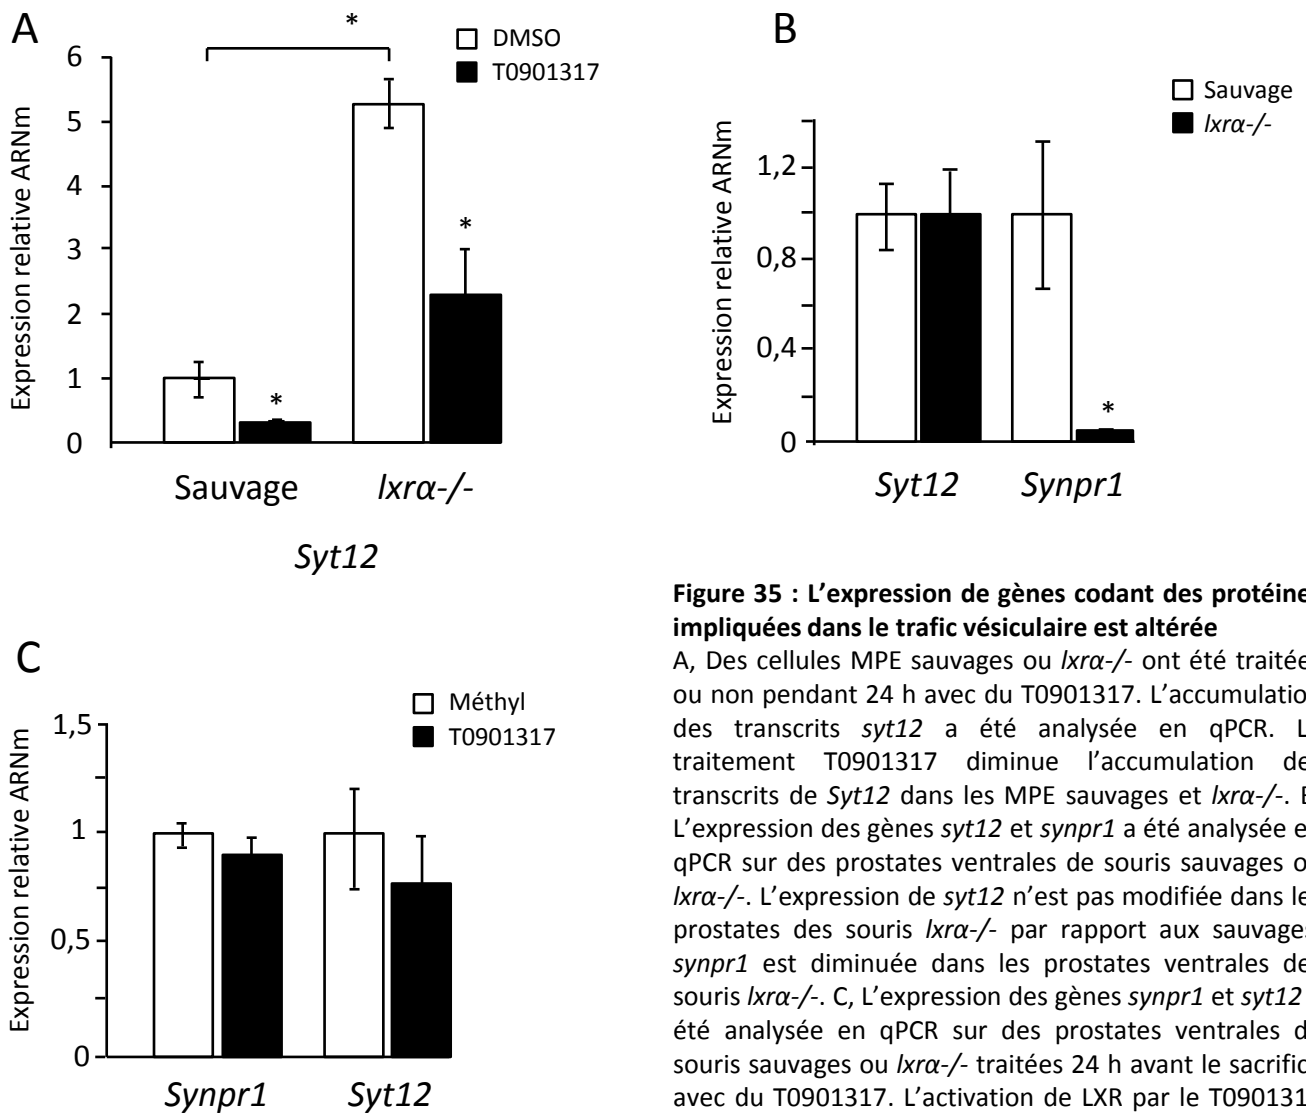 A
*
DMSO
T0901317
Expression relative ARNm
6
5
4
3
2
1
0
*
*
Sauvage
lxrα-/-
Syt12
B
Sauvage
lxrα-/-
Expression relative ARNm
1,2
0,8
0,4
0
*
Syt12
Synpr1
C
Méthyl
T0901317
Expression relative ARNm
1,5
1
0,5
0
Synpr1
Syt12
Figure 35 : L'expression de gènes codant des protéine
impliquées dans le trafic vésiculaire est altérée
A, Des cellules MPE sauvages ou lxrα-/- ont été traitée
ou non pendant 24 h avec du T0901317. L'accumulatio
des transcrits syt12 a été analysée en qPCR. L
traitement T0901317 diminue l'accumulation de
transcrits de Syt12 dans les MPE sauvages et lxrα-/-. B
L'expression des gènes syt12 et synpr1 a été analysée e
qPCR sur des prostates ventrales de souris sauvages o
lxrα-/-. L'expression de syt12 n'est pas modifiée dans le
prostates des souris lxrα-/- par rapport aux sauvages
synpr1 est diminuée dans les prostates ventrales de
souris lxrα-/-. C, L'expression des gènes synpr1 et syt12
été analysée en qPCR sur des prostates ventrales d
souris sauvages ou lxrα-/- traitées 24 h avant le sacrific
avec du T0901317. L'activation de LXR par le T090131